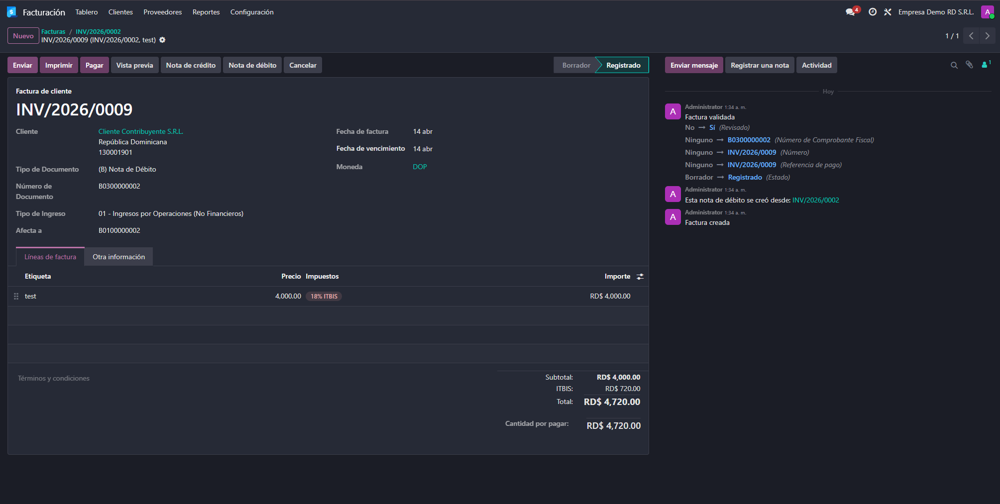 Facturación Tablero Clientes Proveedores Reportes Configuración 4 Empresa Demo RD S.R.L. A
Nuevo
Facturas / INV/2026/0002
INV/2026/0009 (INV/2026/0002, test)
1 / 1
Enviar Imprimir Pagar Vista previa Nota de crédito Nota de débito Cancelar Borrador Registrado
Factura de cliente
INV/2026/0009
Cliente Cliente Contribuyente S.R.L.
República Dominicana
130001901
Tipo de Documento (B) Nota de Débito
Número de Documento B0300000002
Tipo de Ingreso 01 - Ingresos por Operaciones (No Financieros)
Afecta a B0100000002
Fecha de factura 14 abr
Fecha de vencimiento 14 abr
Moneda DOP
Líneas de factura Otra información
Etiqueta Precio Impuestos Importe
test 4,000.00 18% ITBIS RD$ 4,000.00
Términos y condiciones
Subtotal: RD$ 4,000.00
ITBIS: RD$ 720.00
Total: RD$ 4,720.00
Cantidad por pagar: RD$ 4,720.00
Enviar mensaje Registrar una nota Actividad 1
Hoy
A
Administrator 1:34 a. m.
Factura validada
No → Sí (Revisado)
Ninguno → B0300000002 (Número de Comprobante Fiscal)
Ninguno → INV/2026/0009 (Número)
Ninguno → INV/2026/0009 (Referencia de pago)
Borrador → Registrado (Estado)
A
Administrator 1:34 a. m.
Esta nota de débito se creó desde: INV/2026/0002
A
Administrator 1:34 a. m.
Factura creada